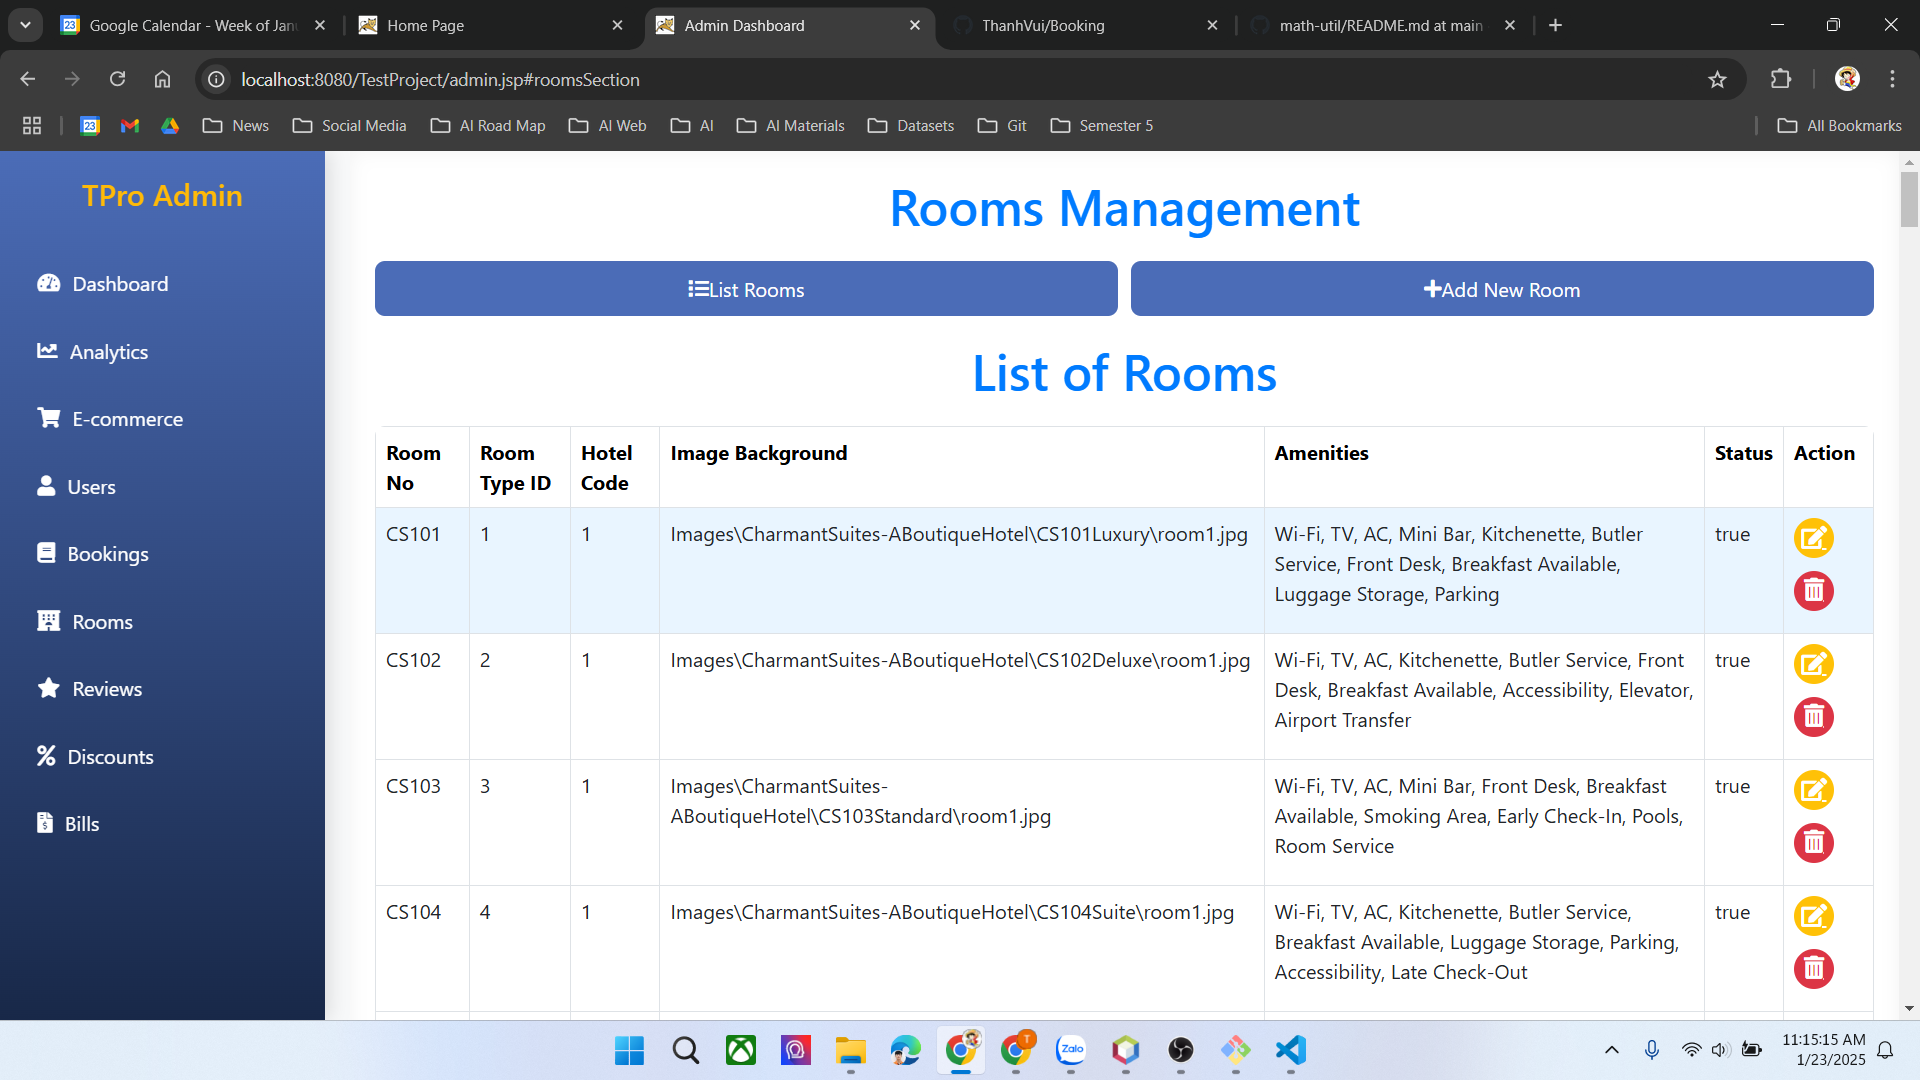 Google Calendar - Week of Jan
Home Page
Admin Dashboard
ThanhVui/Booking
math-util/README.md at main
localhost:8080/TestProject/admin.jsp#roomsSection
23
News
Social Media
AI Road Map
AI Web
AI
AI Materials
Datasets
Git
Semester 5
All Bookmarks
TPro Admin
Dashboard
Analytics
E-commerce
Users
Bookings
Rooms
Reviews
Discounts
Bills
Rooms Management
List Rooms
Add New Room
List of Rooms
Room No
Room Type ID
Hotel Code
Image Background
Amenities
Status
Action
CS101
1
1
Images\CharmantSuites-ABoutiqueHotel\CS101Luxury\room1.jpg
Wi-Fi, TV, AC, Mini Bar, Kitchenette, Butler
Service, Front Desk, Breakfast Available,
Luggage Storage, Parking
true
CS102
2
1
Images\CharmantSuites-ABoutiqueHotel\CS102Deluxe\room1.jpg
Wi-Fi, TV, AC, Kitchenette, Butler Service, Front
Desk, Breakfast Available, Accessibility, Elevator,
Airport Transfer
true
CS103
3
1
Images\CharmantSuites-
ABoutiqueHotel\CS103Standard\room1.jpg
Wi-Fi, TV, AC, Mini Bar, Front Desk, Breakfast
Available, Smoking Area, Early Check-In, Pools,
Room Service
true
CS104
4
1
Images\CharmantSuites-ABoutiqueHotel\CS104Suite\room1.jpg
Wi-Fi, TV, AC, Kitchenette, Butler Service,
Breakfast Available, Luggage Storage, Parking,
Accessibility, Late Check-Out
true
T
Zalo
11:15:15 AM
1/23/2025